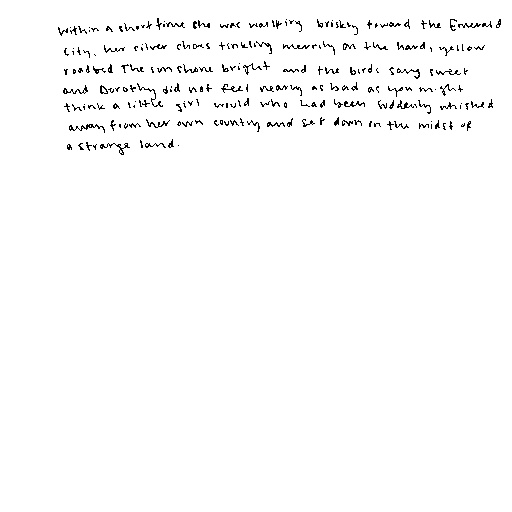 Within a short time she was walking briskly toward the Emerald
City, her silver shoes tinkling merrily on the hard, yellow
roadbed The sun shone bright and the birds sang sweet
and Dorothy did not feel nearly as bad as you might
think a little girl would who had been suddenly whished
away from her own country and set down in the midst of
a strange land.